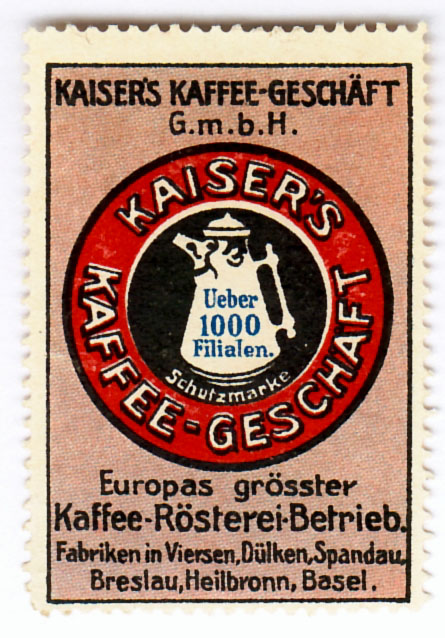 KAISER'S KAFFEE-GESCHÄFT
G.m.b.H.
KAISER'S
KAFFEE-GESCHÄFT
Ueber
1000
Filialen.
Schutzmarke
Europas grösster
Kaffee-Rösterei-Betrieb.
Fabriken in Viersen, Dülken, Spandau,
Breslau, Heilbronn, Basel.